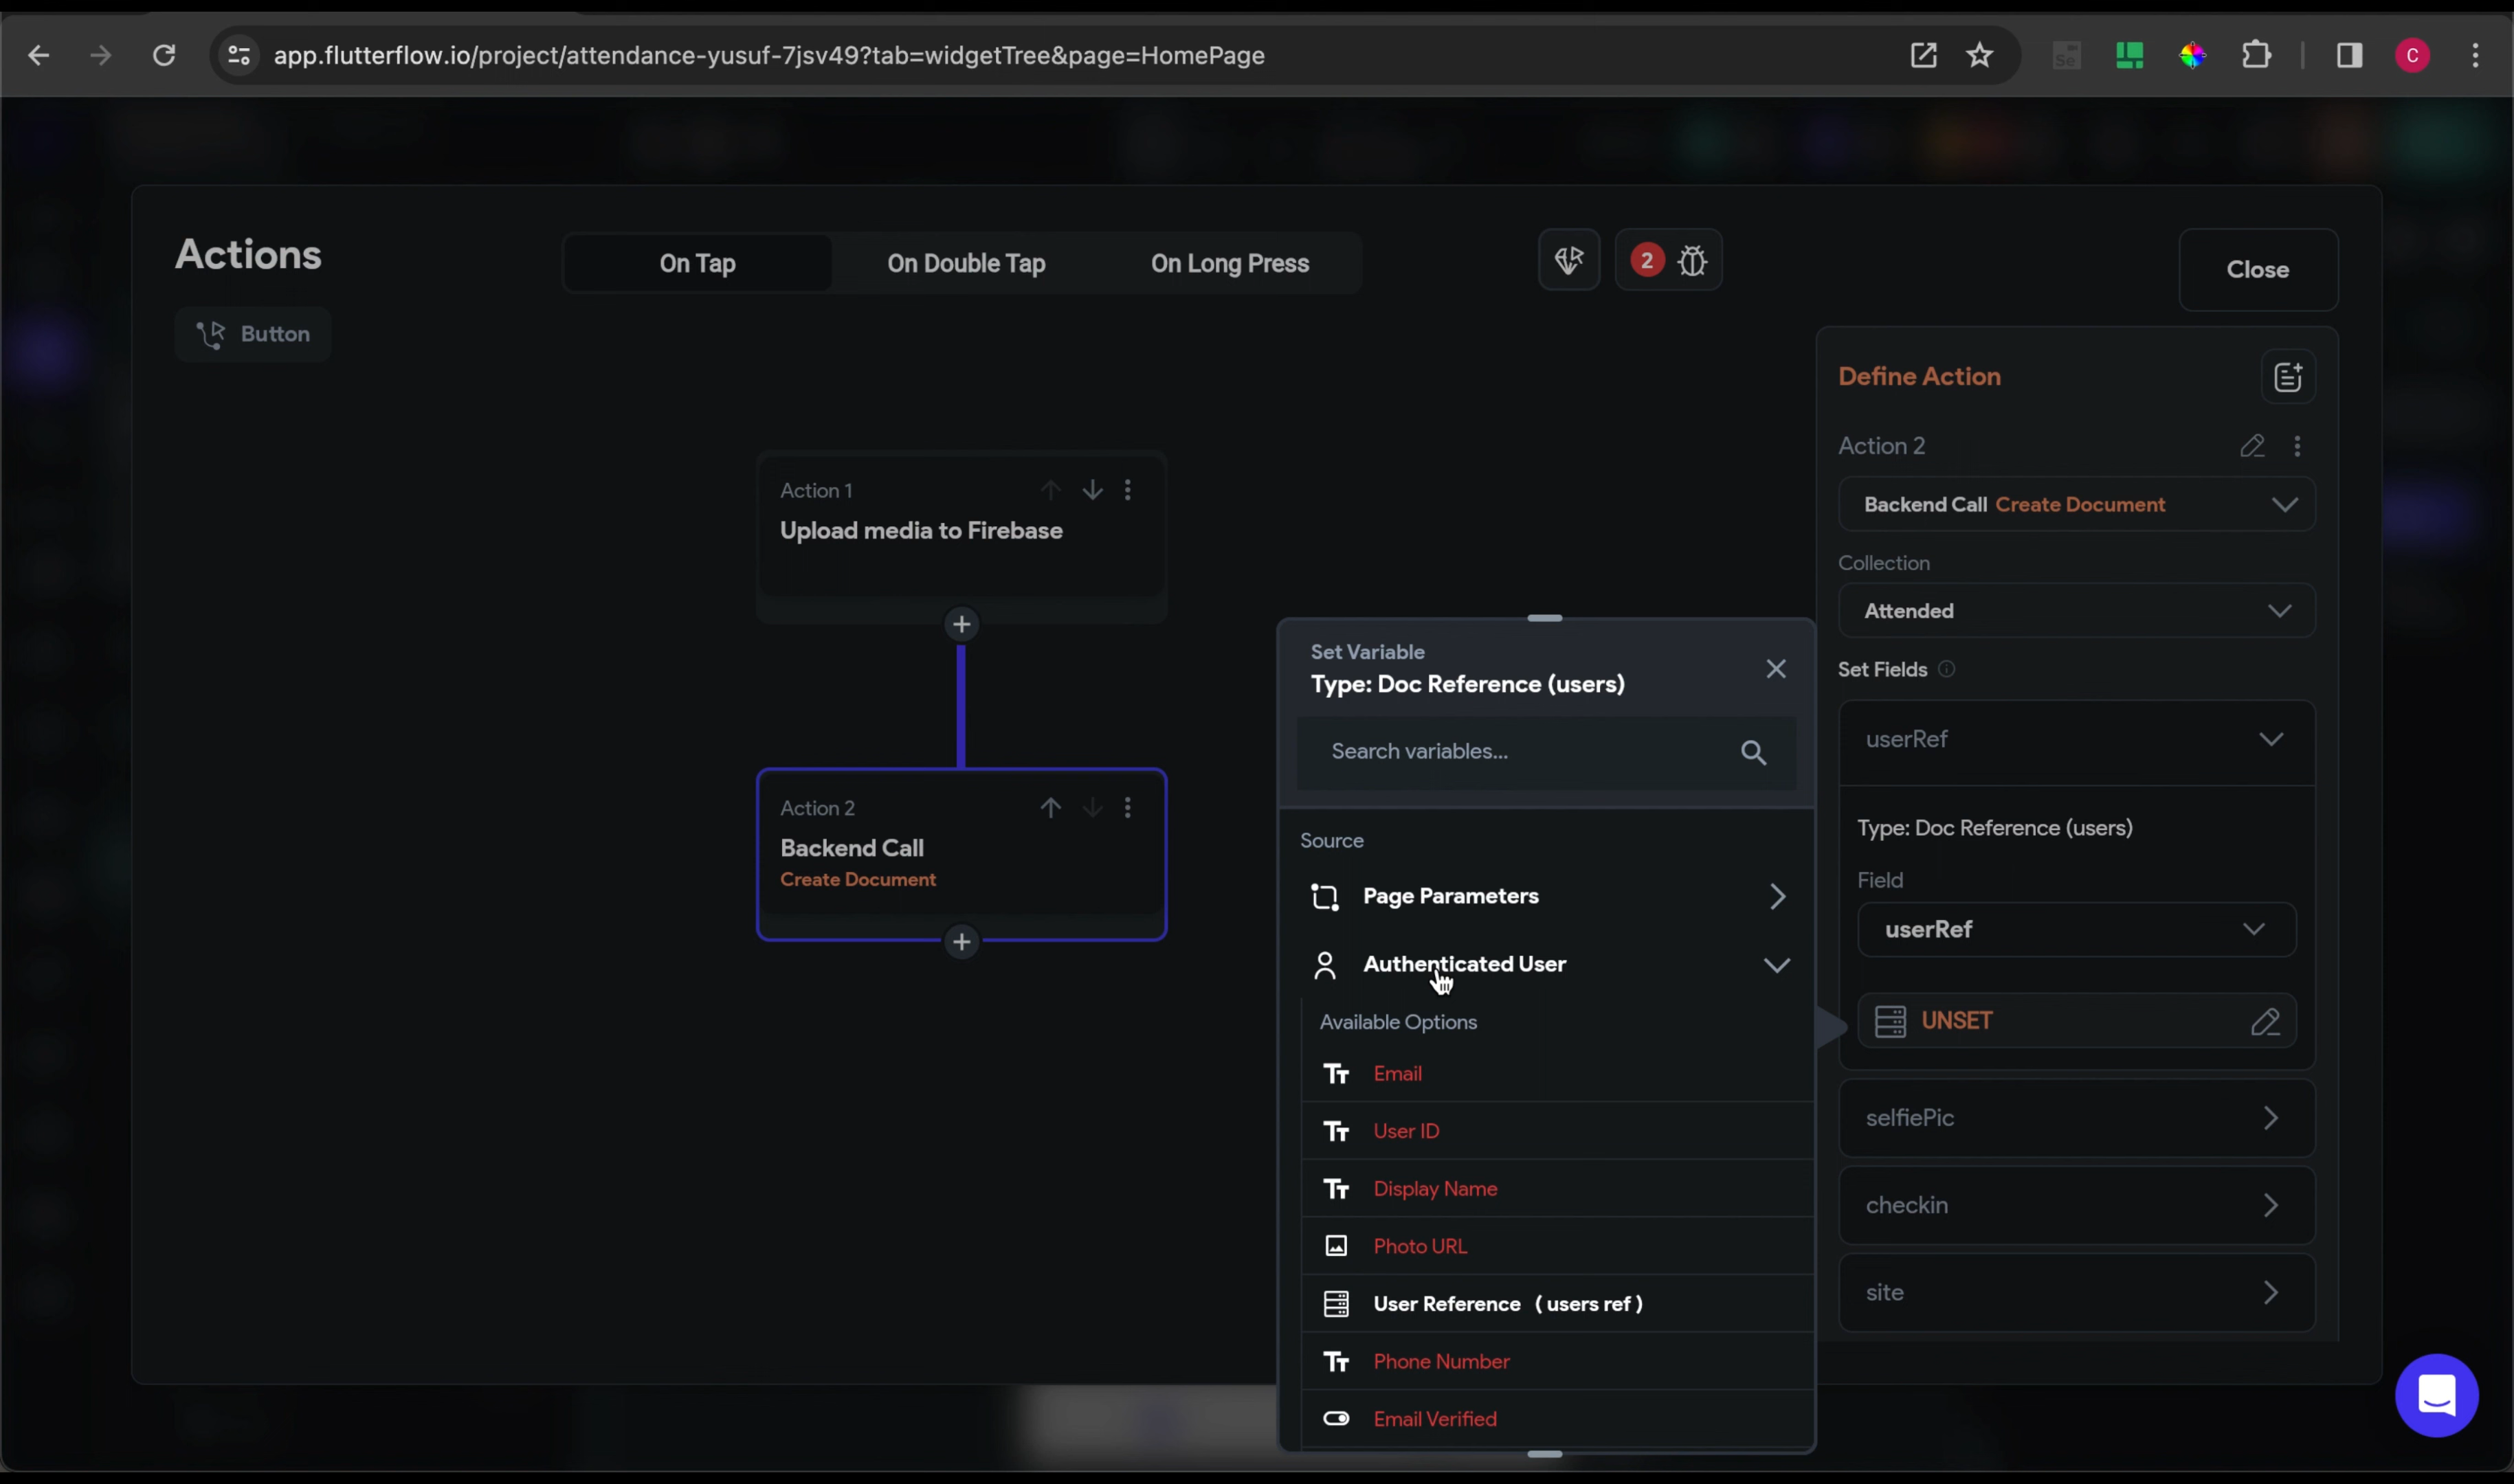 app.flutterflow.io/project/attendance-yusuf-7jsv49?tab=widgetTree&page=HomePage
C
Actions
On Tap
On Double Tap
On Long Press
2
Close
Button
Define Action
Action 2
Backend Call Create Document
Collection
Attended
Set Fields
userRef
Type: Doc Reference (users)
Field
userRef
UNSET
selfiePic
checkin
site
Action 1
Upload media to Firebase
Action 2
Backend Call
Create Document
Set Variable
Type: Doc Reference (users)
Search variables...
Source
Page Parameters
Authenticated User
Available Options
Tт Email
Tт User ID
Tт Display Name
Photo URL
User Reference ( users ref )
Tт Phone Number
Email Verified